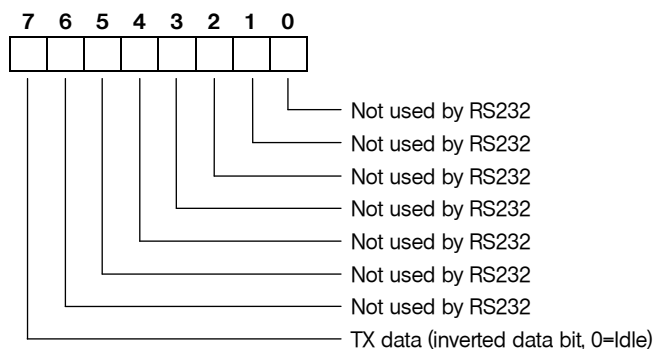 7 6 5 4 3 2 1 0
Not used by RS232
Not used by RS232
Not used by RS232
Not used by RS232
Not used by RS232
Not used by RS232
Not used by RS232
TX data (inverted data bit, 0=Idle)